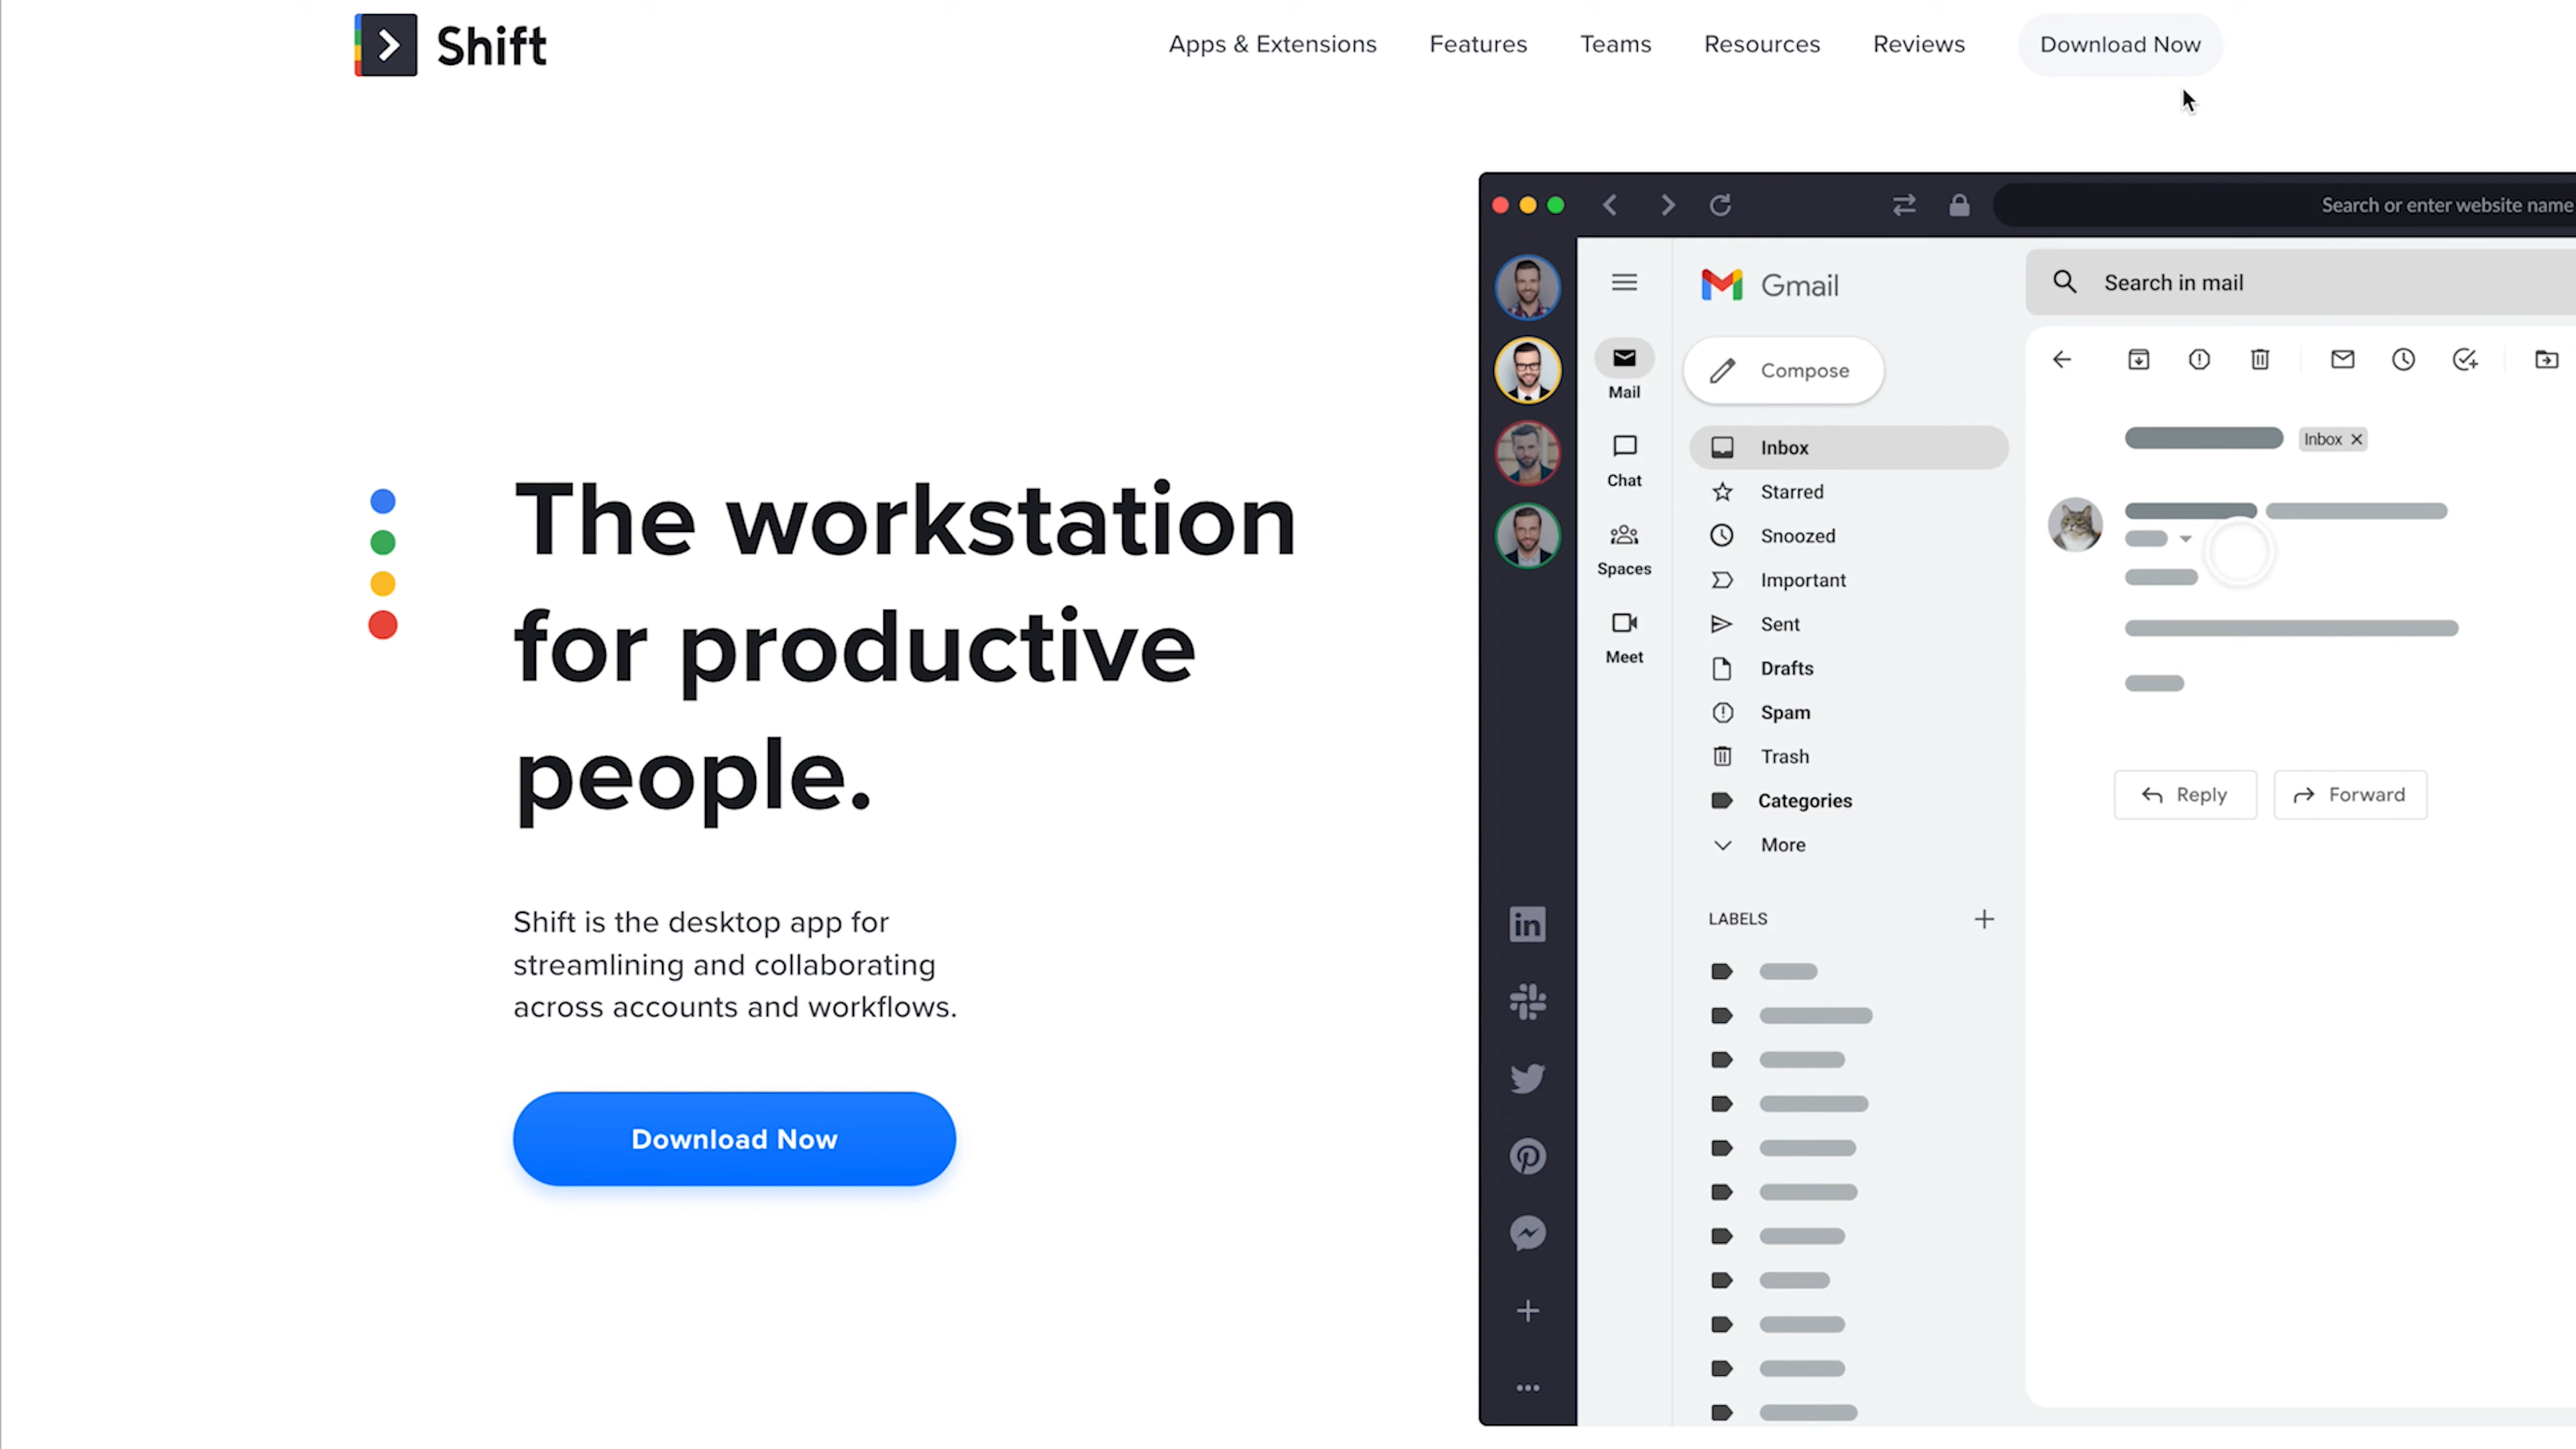 Shift
Apps & Extensions
Features
Teams
Resources
Reviews
Download Now
The workstation
for productive
people.
Shift is the desktop app for
streamlining and collaborating
across accounts and workflows.
Download Now
Search or enter website name
Gmail
Search in mail
Mail
Chat
Spaces
Meet
Compose
Inbox
Starred
Snoozed
Important
Sent
Drafts
Spam
Trash
Categories
More
LABELS
Inbox
Reply
Forward
in